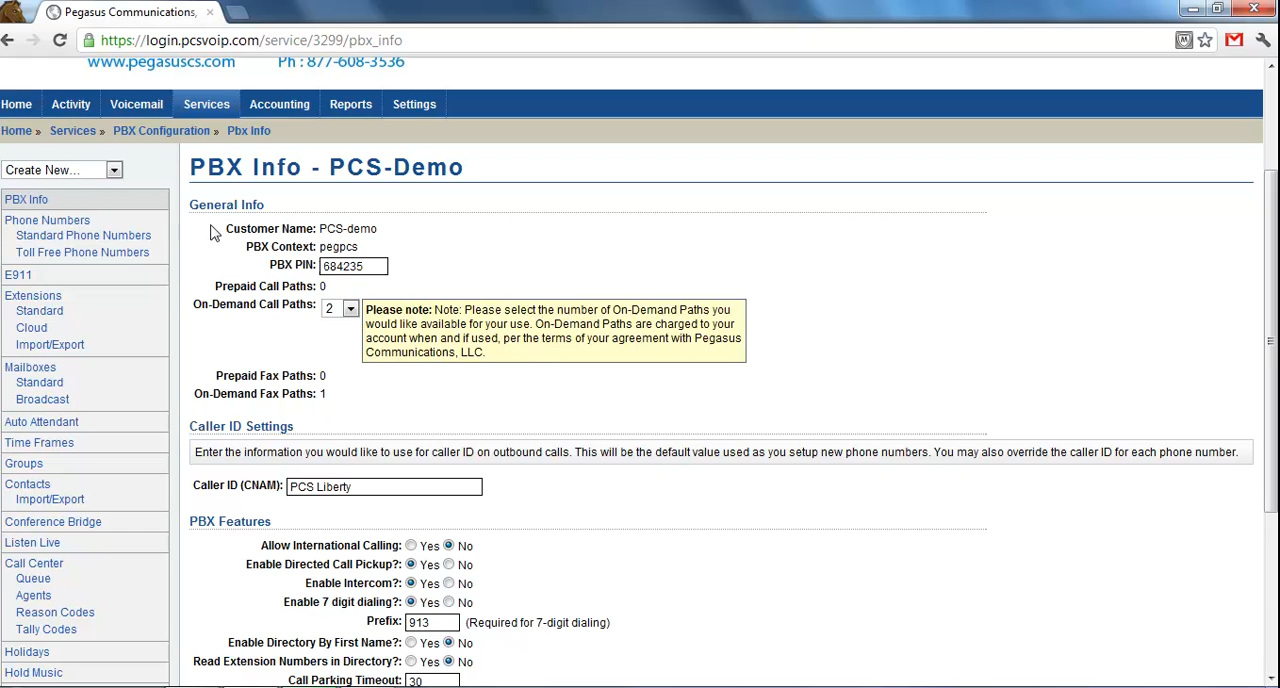 Pegasus Communications,
https://login.pcsvoip.com/service/3299/pbx_info
www.pegasuscs.com Ph : 877-608-3536
Home Activity Voicemail Services Accounting Reports Settings
Home » Services » PBX Configuration » Pbx Info
Create New...
PBX Info
Phone Numbers
Standard Phone Numbers
Toll Free Phone Numbers
E911
Extensions
Standard
Cloud
Import/Export
Mailboxes
Standard
Broadcast
Auto Attendant
Time Frames
Groups
Contacts
Import/Export
Conference Bridge
Listen Live
Call Center
Queue
Agents
Reason Codes
Tally Codes
Holidays
Hold Music
PBX Info - PCS-Demo
General Info
Customer Name: PCS-demo
PBX Context: pegpcs
PBX PIN: 684235
Prepaid Call Paths: 0
On-Demand Call Paths: 2
Please note: Note: Please select the number of On-Demand Paths you
would like available for your use. On-Demand Paths are charged to your
account when and if used, per the terms of your agreement with Pegasus
Communications, LLC.
Prepaid Fax Paths: 0
On-Demand Fax Paths: 1
Caller ID Settings
Enter the information you would like to use for caller ID on outbound calls. This will be the default value used as you setup new phone numbers. You may also override the caller ID for each phone number.
Caller ID (CNAM): PCS Liberty
PBX Features
Allow International Calling: Yes No
Enable Directed Call Pickup?: Yes No
Enable Intercom?: Yes No
Enable 7 digit dialing?: Yes No
Prefix: 913 (Required for 7-digit dialing)
Enable Directory By First Name?: Yes No
Read Extension Numbers in Directory?: Yes No
Call Parking Timeout: 30